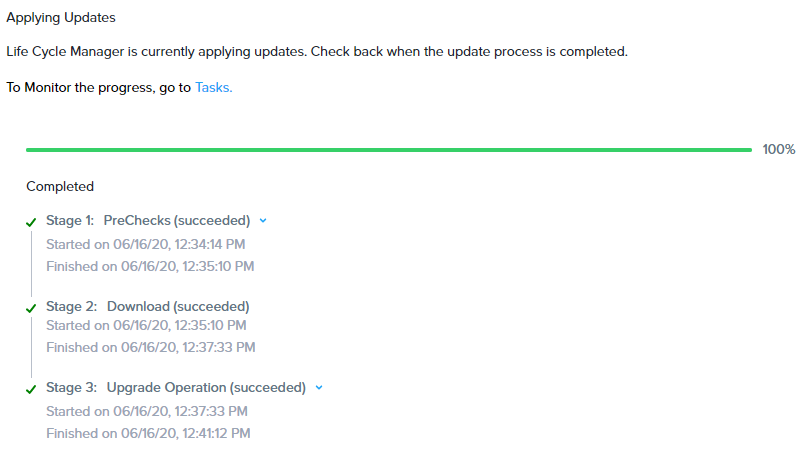 Applying Updates
Life Cycle Manager is currently applying updates. Check back when the update process is completed.
To Monitor the progress, go to Tasks.
100%
Completed
Stage 1: PreChecks (succeeded)
Started on 06/16/20, 12:34:14 PM
Finished on 06/16/20, 12:35:10 PM
Stage 2: Download (succeeded)
Started on 06/16/20, 12:35:10 PM
Finished on 06/16/20, 12:37:33 PM
Stage 3: Upgrade Operation (succeeded)
Started on 06/16/20, 12:37:33 PM
Finished on 06/16/20, 12:41:12 PM